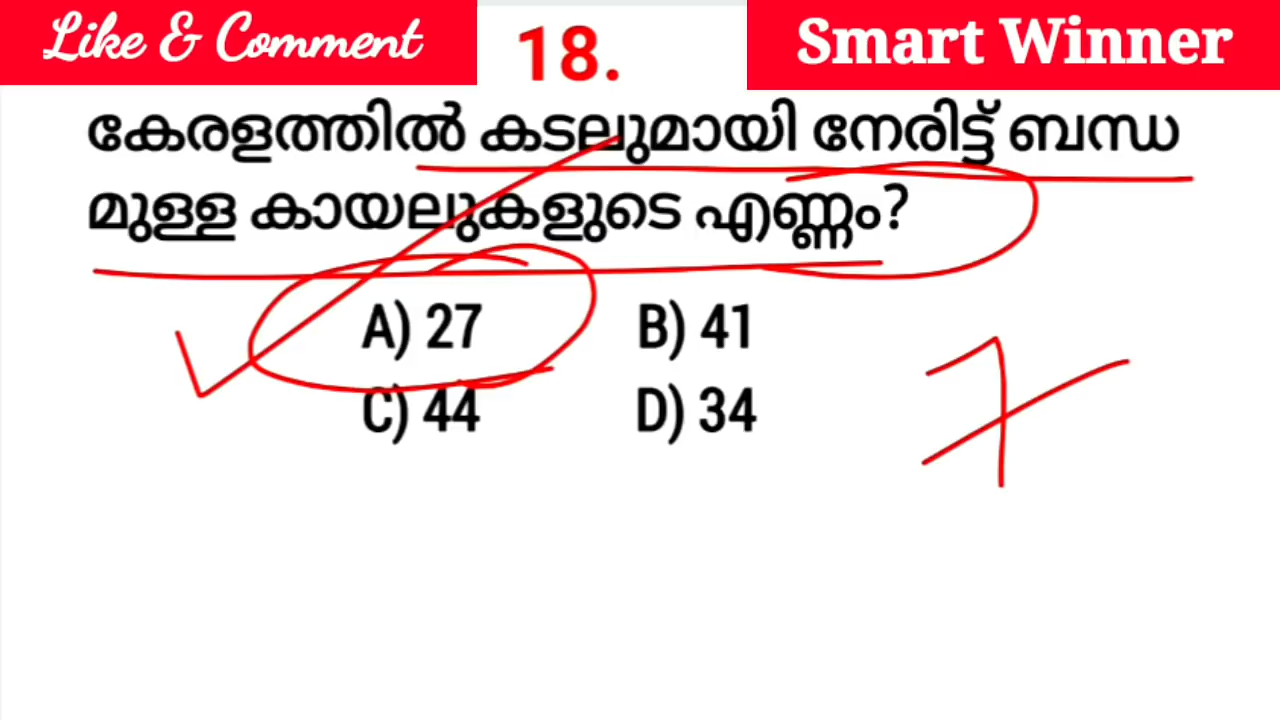 Like & Comment
18.
Smart Winner
കേരളത്തിൽ കടലുമായി നേരിട്ട് ബന്ധ
മുള്ള കായലുകളുടെ എണ്ണം?
A) 27 B) 41
C) 44 D) 34
7